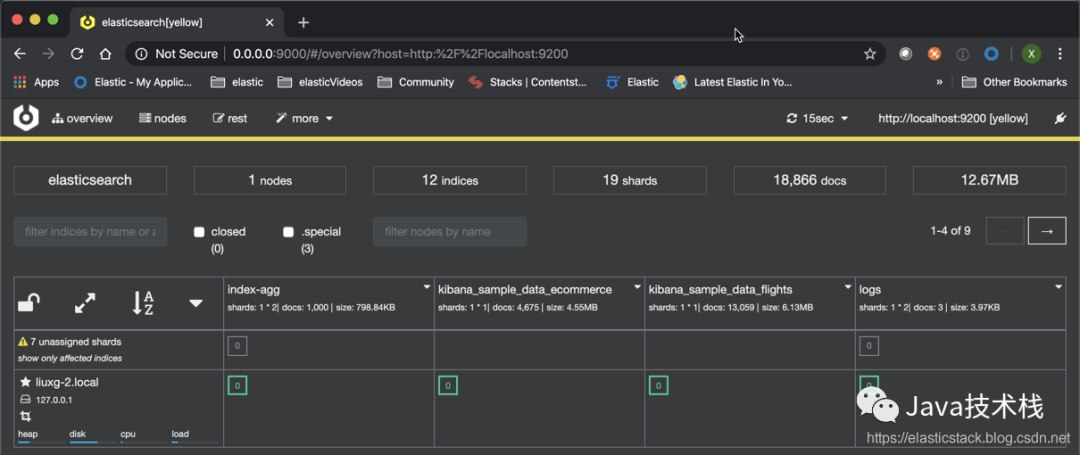 elasticsearch[yellow]
Not Secure | 0.0.0.0:9000/#/overview?host=http:%2F%2Flocalhost:9200
X
Apps Elastic - My Applic... elastic elasticVideos Community Stacks | Contentst... Elastic Latest Elastic In Yo... » Other Bookmarks
overview nodes rest more 15sec http://localhost:9200 [yellow]
elasticsearch 1 nodes 12 indices 19 shards 18,866 docs 12.67MB
filter indices by name or a closed (0) .special (3) filter nodes by name 1-4 of 9 ← →
A Z
index-agg kibana_sample_data_ecommerce kibana_sample_data_flights logs
shards: 1 * 2| docs: 1,000 | size: 798.84KB shards: 1 * 1| docs: 4,675 | size: 4.55MB shards: 1 * 1| docs: 13,059 | size: 6.13MB shards: 1 * 2| docs: 3 | size: 3.97KB
7 unassigned shards 0 0
show only affected indices
liuxg-2.local 0 0 0 0
127.0.0.1
heap disk cpu load
Java技术栈
https://elasticstack.blog.csdn.net